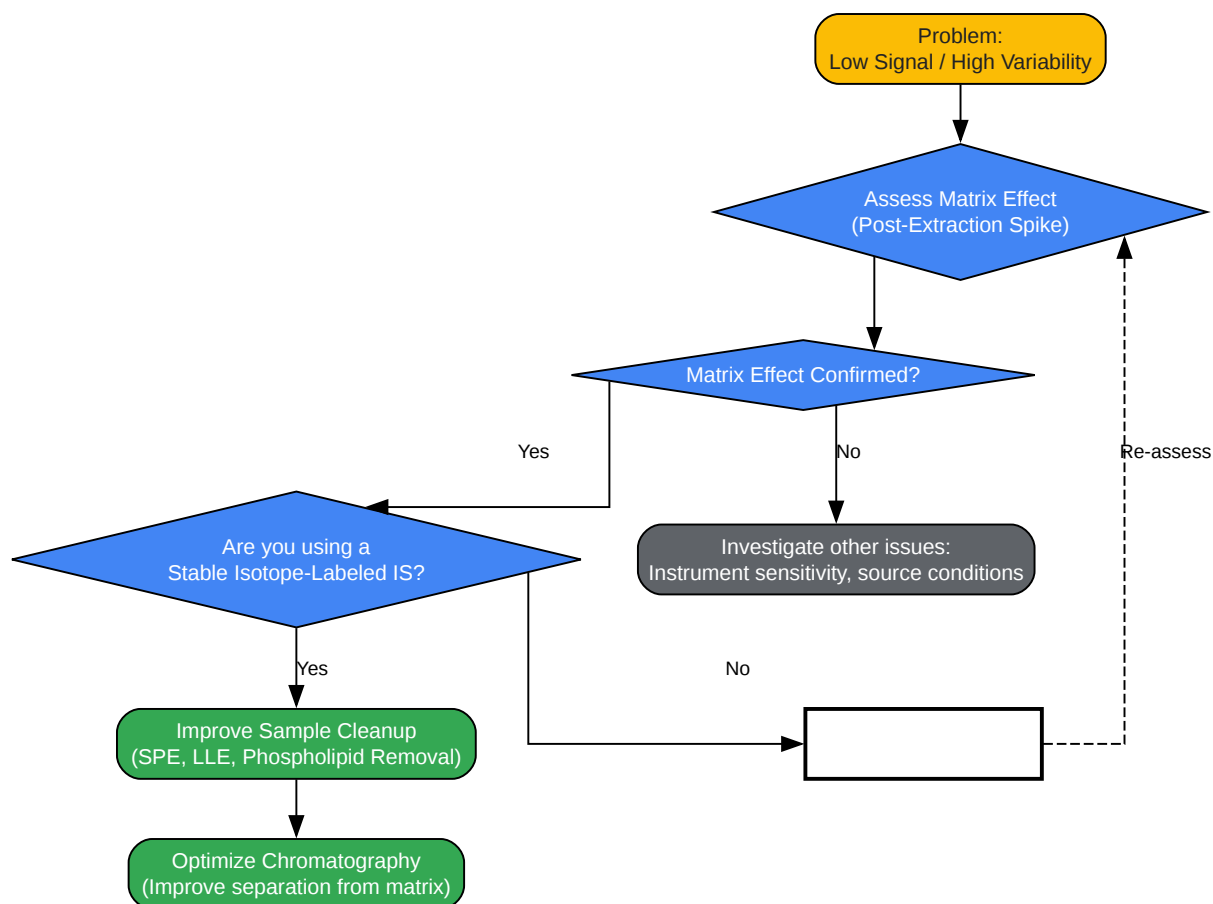 Problem:
Low Signal / High Variability
Assess Matrix Effect
(Post-Extraction Spike)
Matrix Effect Confirmed?
Yes
No
Re-assess
Are you using a
Stable Isotope-Labeled IS?
Investigate other issues:
Instrument sensitivity, source conditions
Yes
No
Improve Sample Cleanup
(SPE, LLE, Phospholipid Removal)
Optimize Chromatography
(Improve separation from matrix)